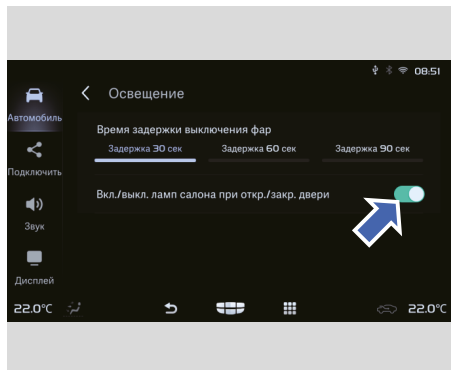 08:51
Освещение
Автомобиль
Время задержки выключения фар
Задержка 30 сек Задержка 60 сек Задержка 90 сек
Подключить
Вкл./выкл. ламп салона при откр./закр. двери
Звук
Дисплей
22.0°C 22.0°C